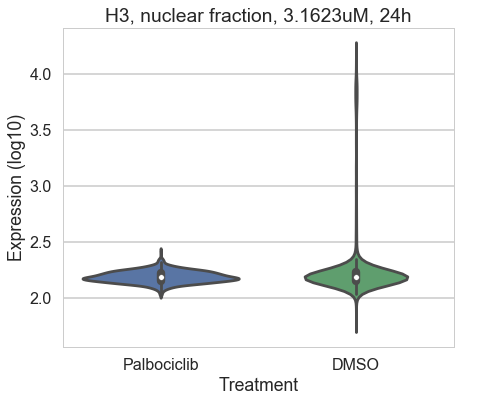 H3, nuclear fraction, 3.1623uM, 24h
Expression (log10)
4.0
3.5
3.0
2.5
2.0
Palbociclib
DMSO
Treatment